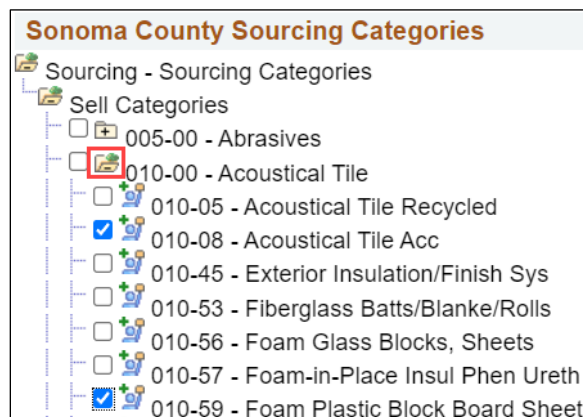 Sonoma County Sourcing Categories
Sourcing - Sourcing Categories
Sell Categories
005-00 - Abrasives
010-00 - Acoustical Tile
010-05 - Acoustical Tile Recycled
010-08 - Acoustical Tile Acc
010-45 - Exterior Insulation/Finish Sys
010-53 - Fiberglass Batts/Blanke/Rolls
010-56 - Foam Glass Blocks, Sheets
010-57 - Foam-in-Place Insul Phen Ureth
010-59 - Foam Plastic Block Board Sheet